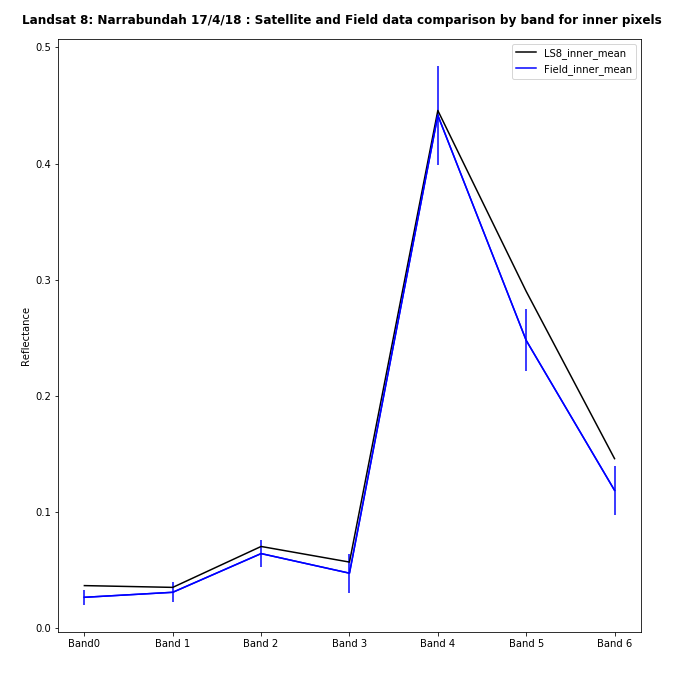 Landsat 8: Narrabundah 17/4/18 : Satellite and Field data comparison by band for inner pixels
LS8_inner_mean
Field_inner_mean
0.5
0.4
0.3
0.2
0.1
0.0
Reflectance
Band0 Band 1 Band 2 Band 3 Band 4 Band 5 Band 6